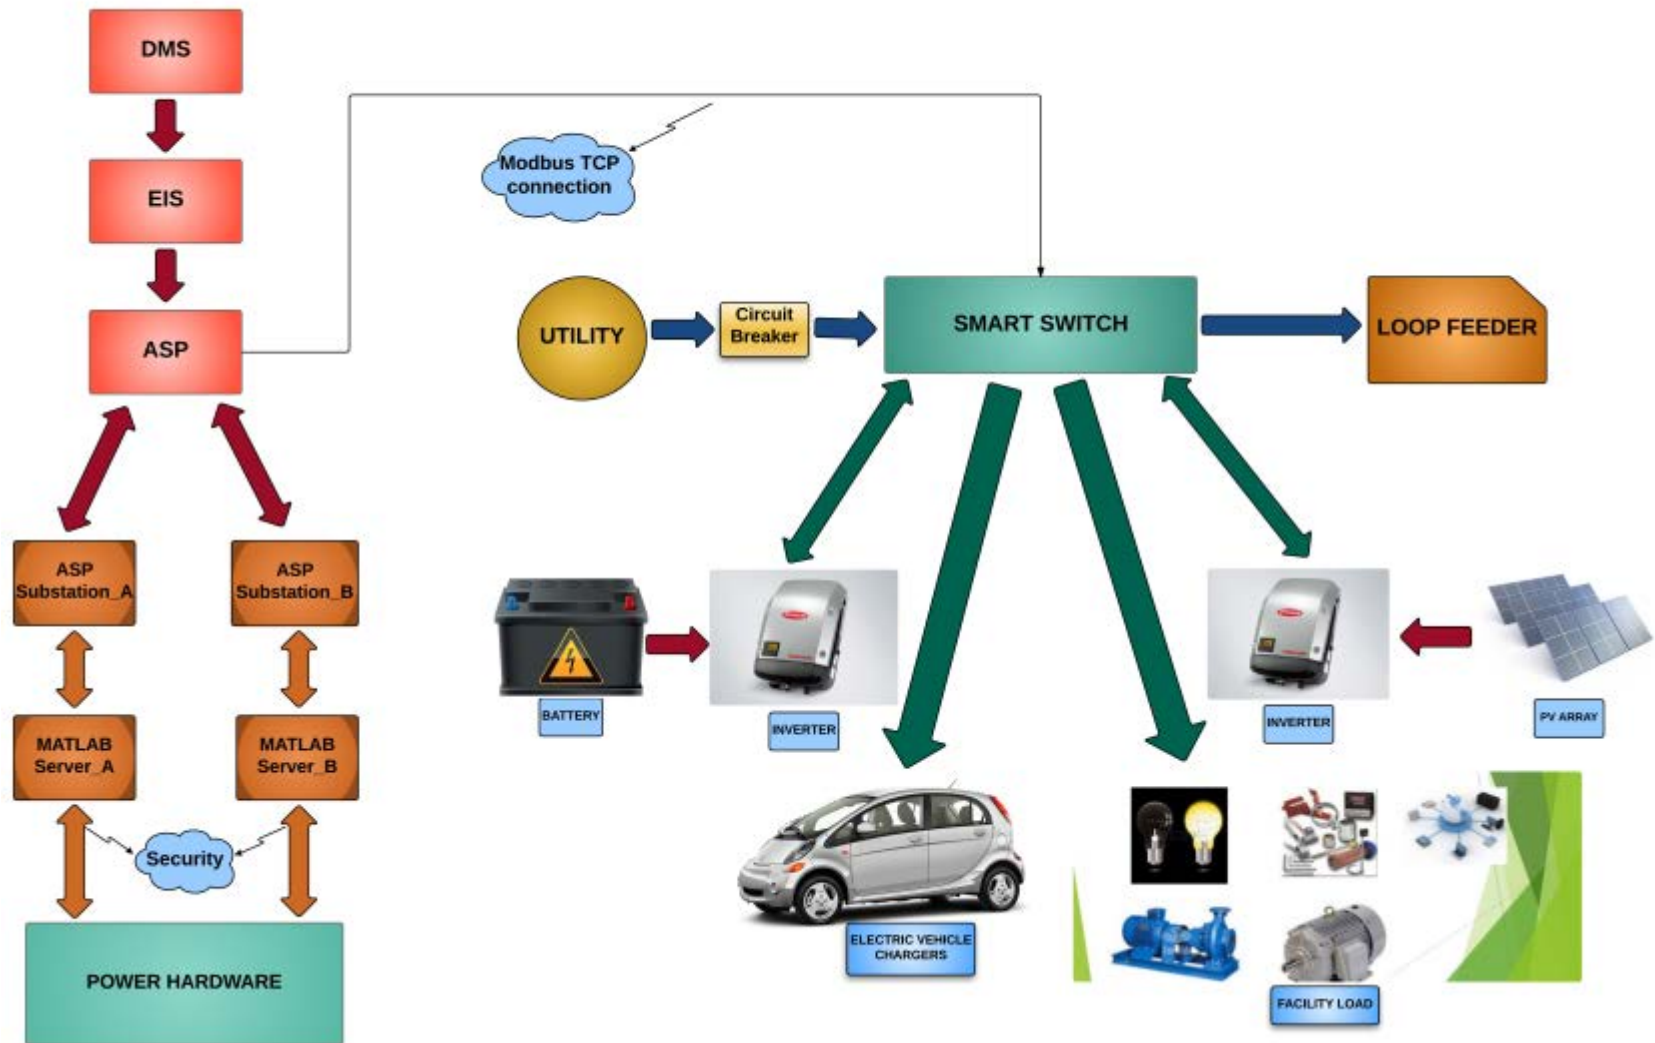 DMS
EIS
ASP
Modbus TCP
connection
UTILITY
Circuit
Breaker
SMART SWITCH
LOOP FEEDER
ASP
Substation_A
ASP
Substation_B
MATLAB
Server_A
MATLAB
Server_B
Security
POWER HARDWARE
BATTERY
INVERTER
INVERTER
PV ARRAY
ELECTRIC VEHICLE
CHARGERS
FACILITY LOAD